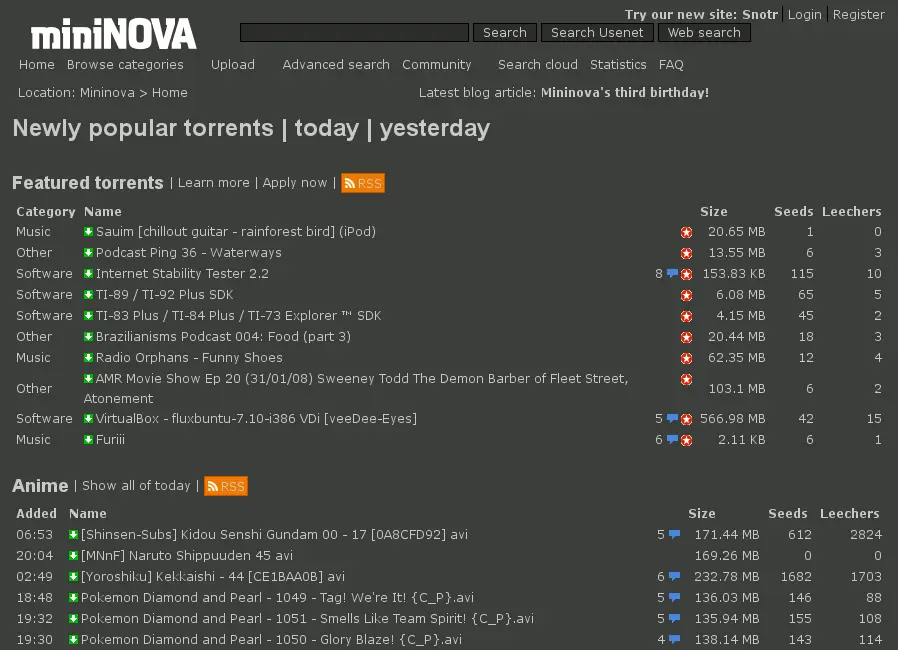 Try our new site: Snotr | Login | Register
miniNOVA
Search Search Usenet Web search
Home Browse categories Upload Advanced search Community Search cloud Statistics FAQ
Location: Mininova > Home Latest blog article: Mininova's third birthday!
Newly popular torrents | today | yesterday
Featured torrents | Learn more | Apply now | RSS
Category Name Size Seeds Leechers
Music Sauim [chillout guitar - rainforest bird] (iPod) 20.65 MB 1 0
Other Podcast Ping 36 - Waterways 13.55 MB 6 3
Software Internet Stability Tester 2.2 8 153.83 KB 115 10
Software TI-89 / TI-92 Plus SDK 6.08 MB 65 5
Software TI-83 Plus / TI-84 Plus / TI-73 Explorer ™ SDK 4.15 MB 45 2
Other Brazilianisms Podcast 004: Food (part 3) 20.44 MB 18 3
Music Radio Orphans - Funny Shoes 62.35 MB 12 4
Other AMR Movie Show Ep 20 (31/01/08) Sweeney Todd The Demon Barber of Fleet Street, 103.1 MB 6 2
Atonement
Software VirtualBox - fluxbuntu-7.10-i386 VDi [veeDee-Eyes] 5 566.98 MB 42 15
Music Furiii 6 2.11 KB 6 1
Anime | Show all of today | RSS
Added Name Size Seeds Leechers
06:53 [Shinsen-Subs] Kidou Senshi Gundam 00 - 17 [0A8CFD92] avi 5 171.44 MB 612 2824
20:04 [MNnF] Naruto Shippuuden 45 avi 169.26 MB 0 0
02:49 [Yoroshiku] Kekkaishi - 44 [CE1BAA0B] avi 6 232.78 MB 1682 1703
18:48 Pokemon Diamond and Pearl - 1049 - Tag! We're It! {C_P}.avi 5 136.03 MB 146 88
19:32 Pokemon Diamond and Pearl - 1051 - Smells Like Team Spirit! {C_P}.avi 5 135.94 MB 155 108
19:30 Pokemon Diamond and Pearl - 1050 - Glory Blaze! {C_P}.avi 4 138.14 MB 143 114